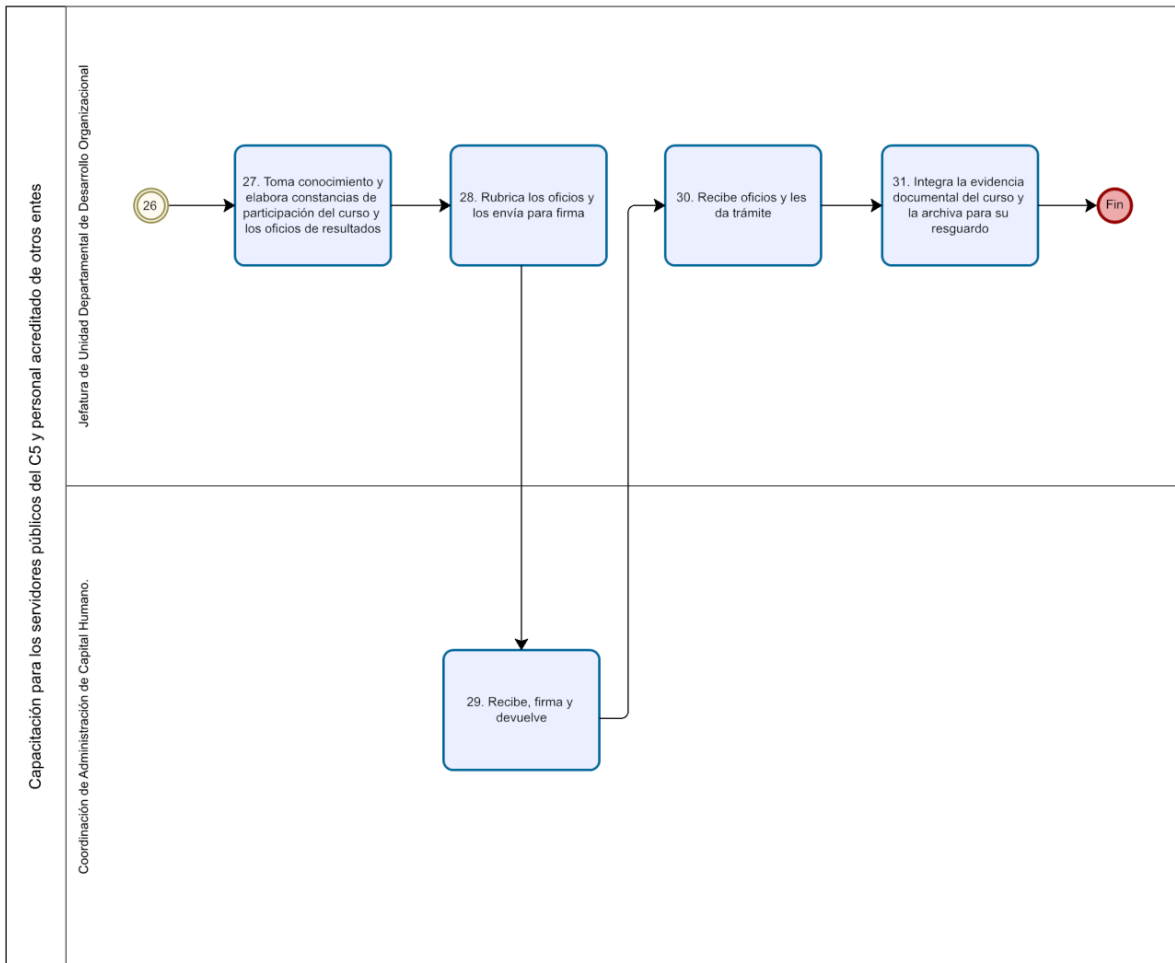 Capacitación para los servidores públicos del C5 y personal acreditado de otros entes
Jefatura de Unidad Departamental de Desarrollo Organizacional
26
27. Toma conocimiento y
elabora constancias de
participación del curso y
los oficios de resultados
28. Rubrica los oficios y
los envía para firma
30. Recibe oficios y les
da trámite
31. Integra la evidencia
documental del curso y
la archiva para su
resguardo
Fin
Coordinación de Administración de Capital Humano.
29. Recibe, firma y
devuelve